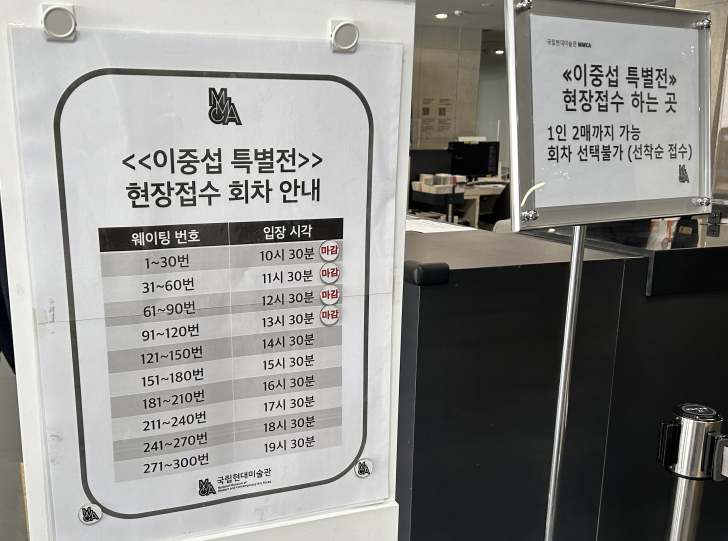 MMCA
<<이중섭 특별전>>
현장접수 회차 안내
웨이팅 번호 입장 시각
1~30번 10시 30분 마감
31~60번 11시 30분 마감
61~90번 12시 30분 마감
91~120번 13시 30분 마감
121~150번 14시 30분
151~180번 15시 30분
181~210번 16시 30분
211~240번 17시 30분
241~270번 18시 30분
271~300번 19시 30분
MMCA 국립현대미술관
National Museum of
Modern and Contemporary Art, Korea
국립현대미술관 MMCA
《이중섭 특별전》
현장접수 하는 곳
1인 2매까지 가능
회차 선택불가 (선착순 접수)